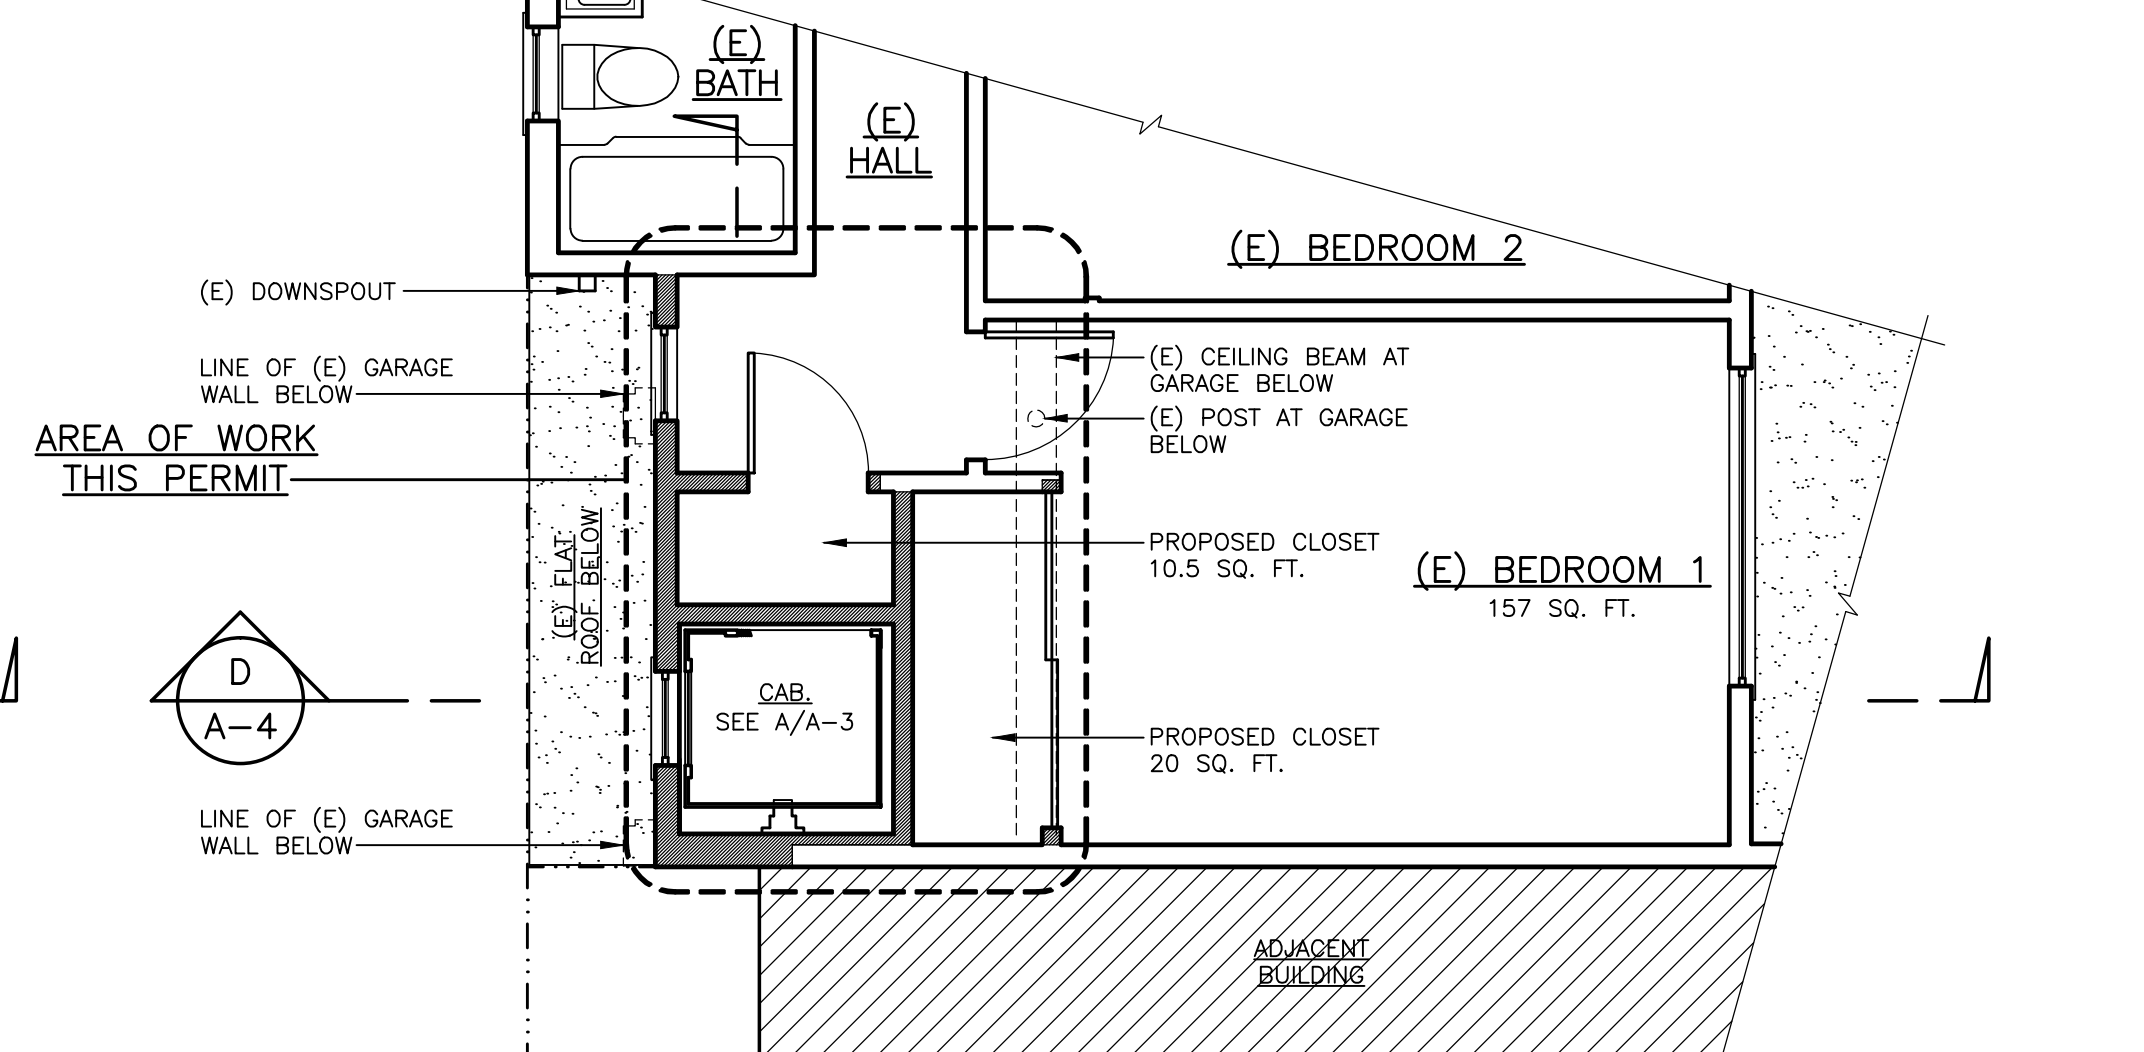 (E)
BATH
(E)
HALL
(E) BEDROOM 2
(E) DOWNSPOUT
LINE OF (E) GARAGE
WALL BELOW
AREA OF WORK
THIS PERMIT
(E) CEILING BEAM AT
GARAGE BELOW
(E) POST AT GARAGE
BELOW
(E) FLAT
ROOF BELOW
PROPOSED CLOSET
10.5 SQ. FT.
(E) BEDROOM 1
157 SQ. FT.
D
A-4
CAB.
SEE A/A-3
PROPOSED CLOSET
20 SQ. FT.
LINE OF (E) GARAGE
WALL BELOW
ADJACENT
BUILDING